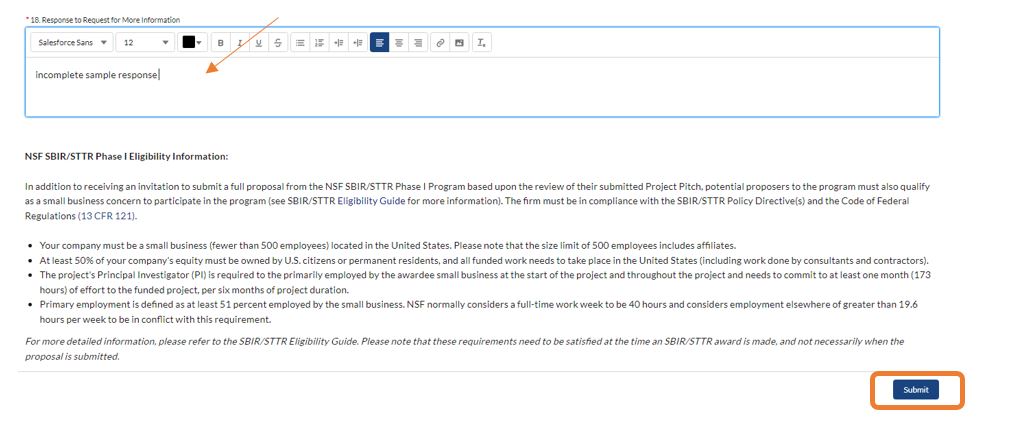 * 18. Response to Request for More Information
Salesforce Sans 12 B I U S
incomplete sample response
NSF SBIR/STTR Phase I Eligibility Information:
In addition to receiving an invitation to submit a full proposal from the NSF SBIR/STTR Phase I Program based upon the review of their submitted Project Pitch, potential proposers to the program must also qualify
as a small business concern to participate in the program (see SBIR/STTR Eligibility Guide for more information). The firm must be in compliance with the SBIR/STTR Policy Directive(s) and the Code of Federal
Regulations (13 CFR 121).
• Your company must be a small business (fewer than 500 employees) located in the United States. Please note that the size limit of 500 employees includes affiliates.
• At least 50% of your company's equity must be owned by U.S. citizens or permanent residents, and all funded work needs to take place in the United States (including work done by consultants and contractors).
• The project's Principal Investigator (PI) is required to the primarily employed by the awardee small business at the start of the project and throughout the project and needs to commit to at least one month (173
hours) of effort to the funded project, per six months of project duration.
• Primary employment is defined as at least 51 percent employed by the small business. NSF normally considers a full-time work week to be 40 hours and considers employment elsewhere of greater than 19.6
hours per week to be in conflict with this requirement.
For more detailed information, please refer to the SBIR/STTR Eligibility Guide. Please note that these requirements need to be satisfied at the time an SBIR/STTR award is made, and not necessarily when the
proposal is submitted.
Submit